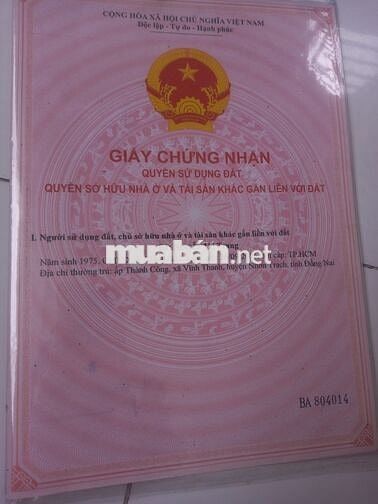 CỘNG HÒA XÃ HỘI CHỦ NGHĨA VIỆT NAM
Độc lập - Tự do - Hạnh phúc
GIẤY CHỨNG NHẬN
QUYỀN SỬ DỤNG ĐẤT
QUYỀN SỞ HỮU NHÀ Ở VÀ TÀI SẢN KHÁC GẮN LIỀN VỚI ĐẤT
I. Người sử dụng đất, chủ sở hữu nhà ở và tài sản khác gắn liền với đất
muabán.net
Năm sinh 1975, cấp: TP.HCM
Địa chỉ thường trú: ấp Thành Công, xã Vĩnh Thanh, huyện Nhơn Trạch, tỉnh Đồng Nai
BA 804014